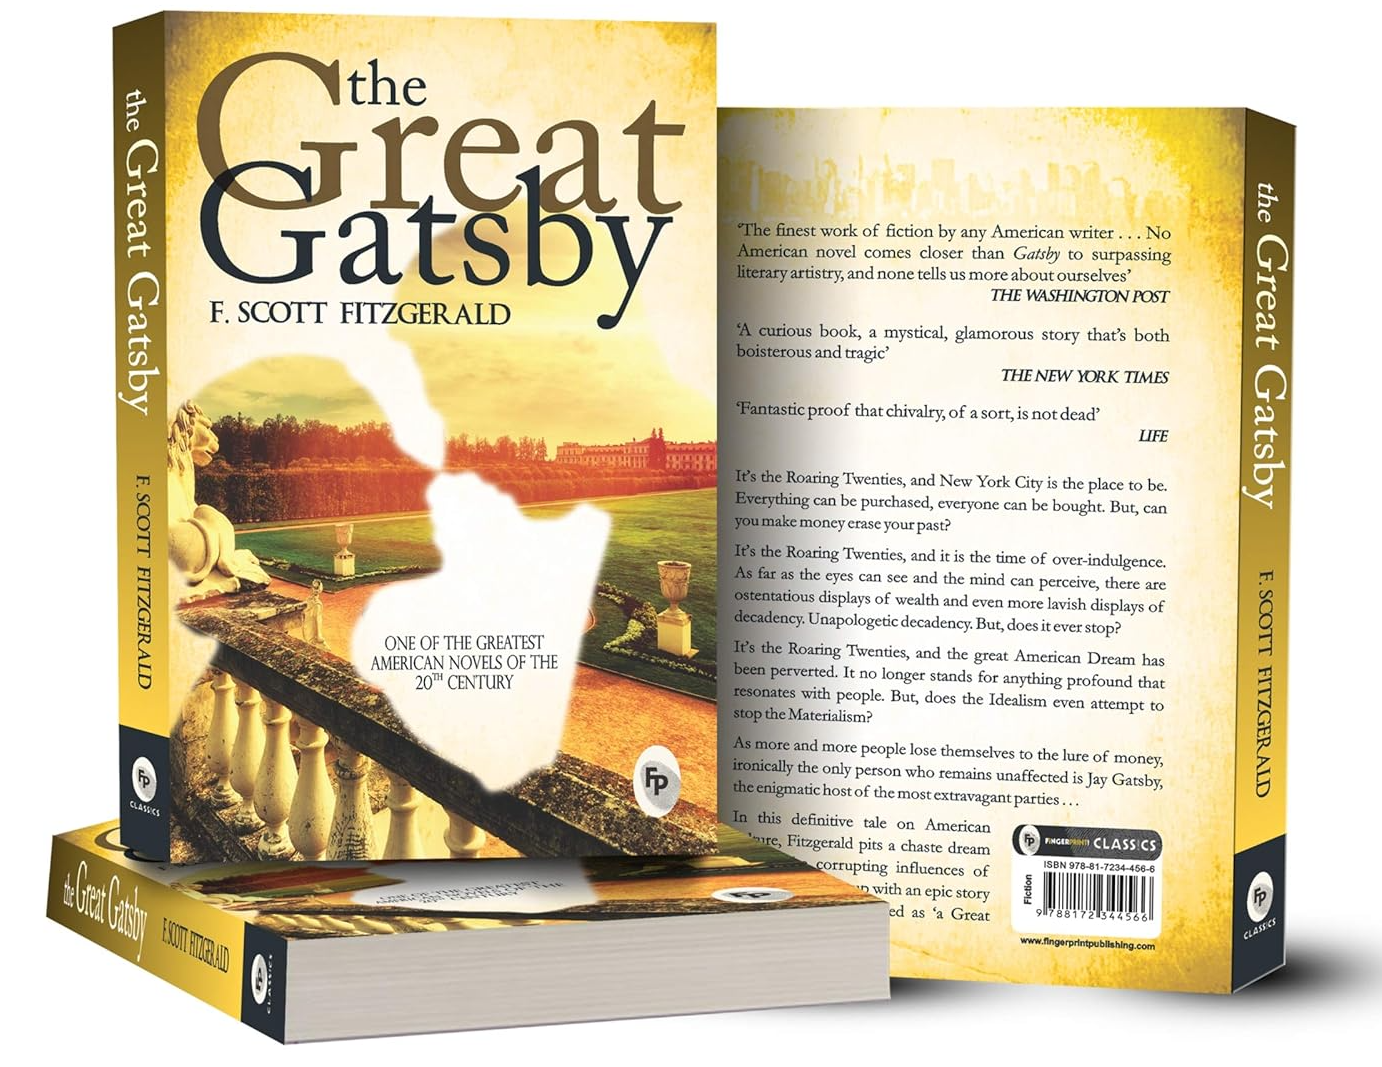 the
Great
Gatsby
F. SCOTT FITZGERALD
ONE OF THE GREATEST
AMERICAN NOVELS OF THE
20TH CENTURY
FP
the Great Gatsby
F. SCOTT FITZGERALD
FP
CLASSICS
'The finest work of fiction by any American writer . . . No
American novel comes closer than Gatsby to surpassing
literary artistry, and none tells us more about ourselves'
THE WASHINGTON POST
'A curious book, a mystical, glamorous story that's both
boisterous and tragic'
THE NEW YORK TIMES
'Fantastic proof that chivalry, of a sort, is not dead'
LIFE
It's the Roaring Twenties, and New York City is the place to be.
Everything can be purchased, everyone can be bought. But, can
you make money erase your past?
It's the Roaring Twenties, and it is the time of over-indulgence.
As far as the eyes can see and the mind can perceive, there are
ostentatious displays of wealth and even more lavish displays of
decadency. Unapologetic decadency. But, does it ever stop?
It's the Roaring Twenties, and the great American Dream has
been perverted. It no longer stands for anything profound that
resonates with people. But, does the Idealism even attempt to
stop the Materialism?
As more and more people lose themselves to the lure of money,
ironically the only person who remains unaffected is Jay Gatsby,
the enigmatic host of the most extravagant parties . . .
In this definitive tale on American
Fitzgerald pits a chaste dream
corrupting influences of
with an epic story
as 'a Great
FP FiNGERPRINT! CLASSiCS
ISBN 978-81-7234-456-6
Fiction
9 788172 344566
www.fingerprintpublishing.com
the Great Gatsby
F. SCOTT FITZGERALD
FP
CLASSICS
the Great Gatsby
F. SCOTT FITZGERALD
FP
CLASSICS